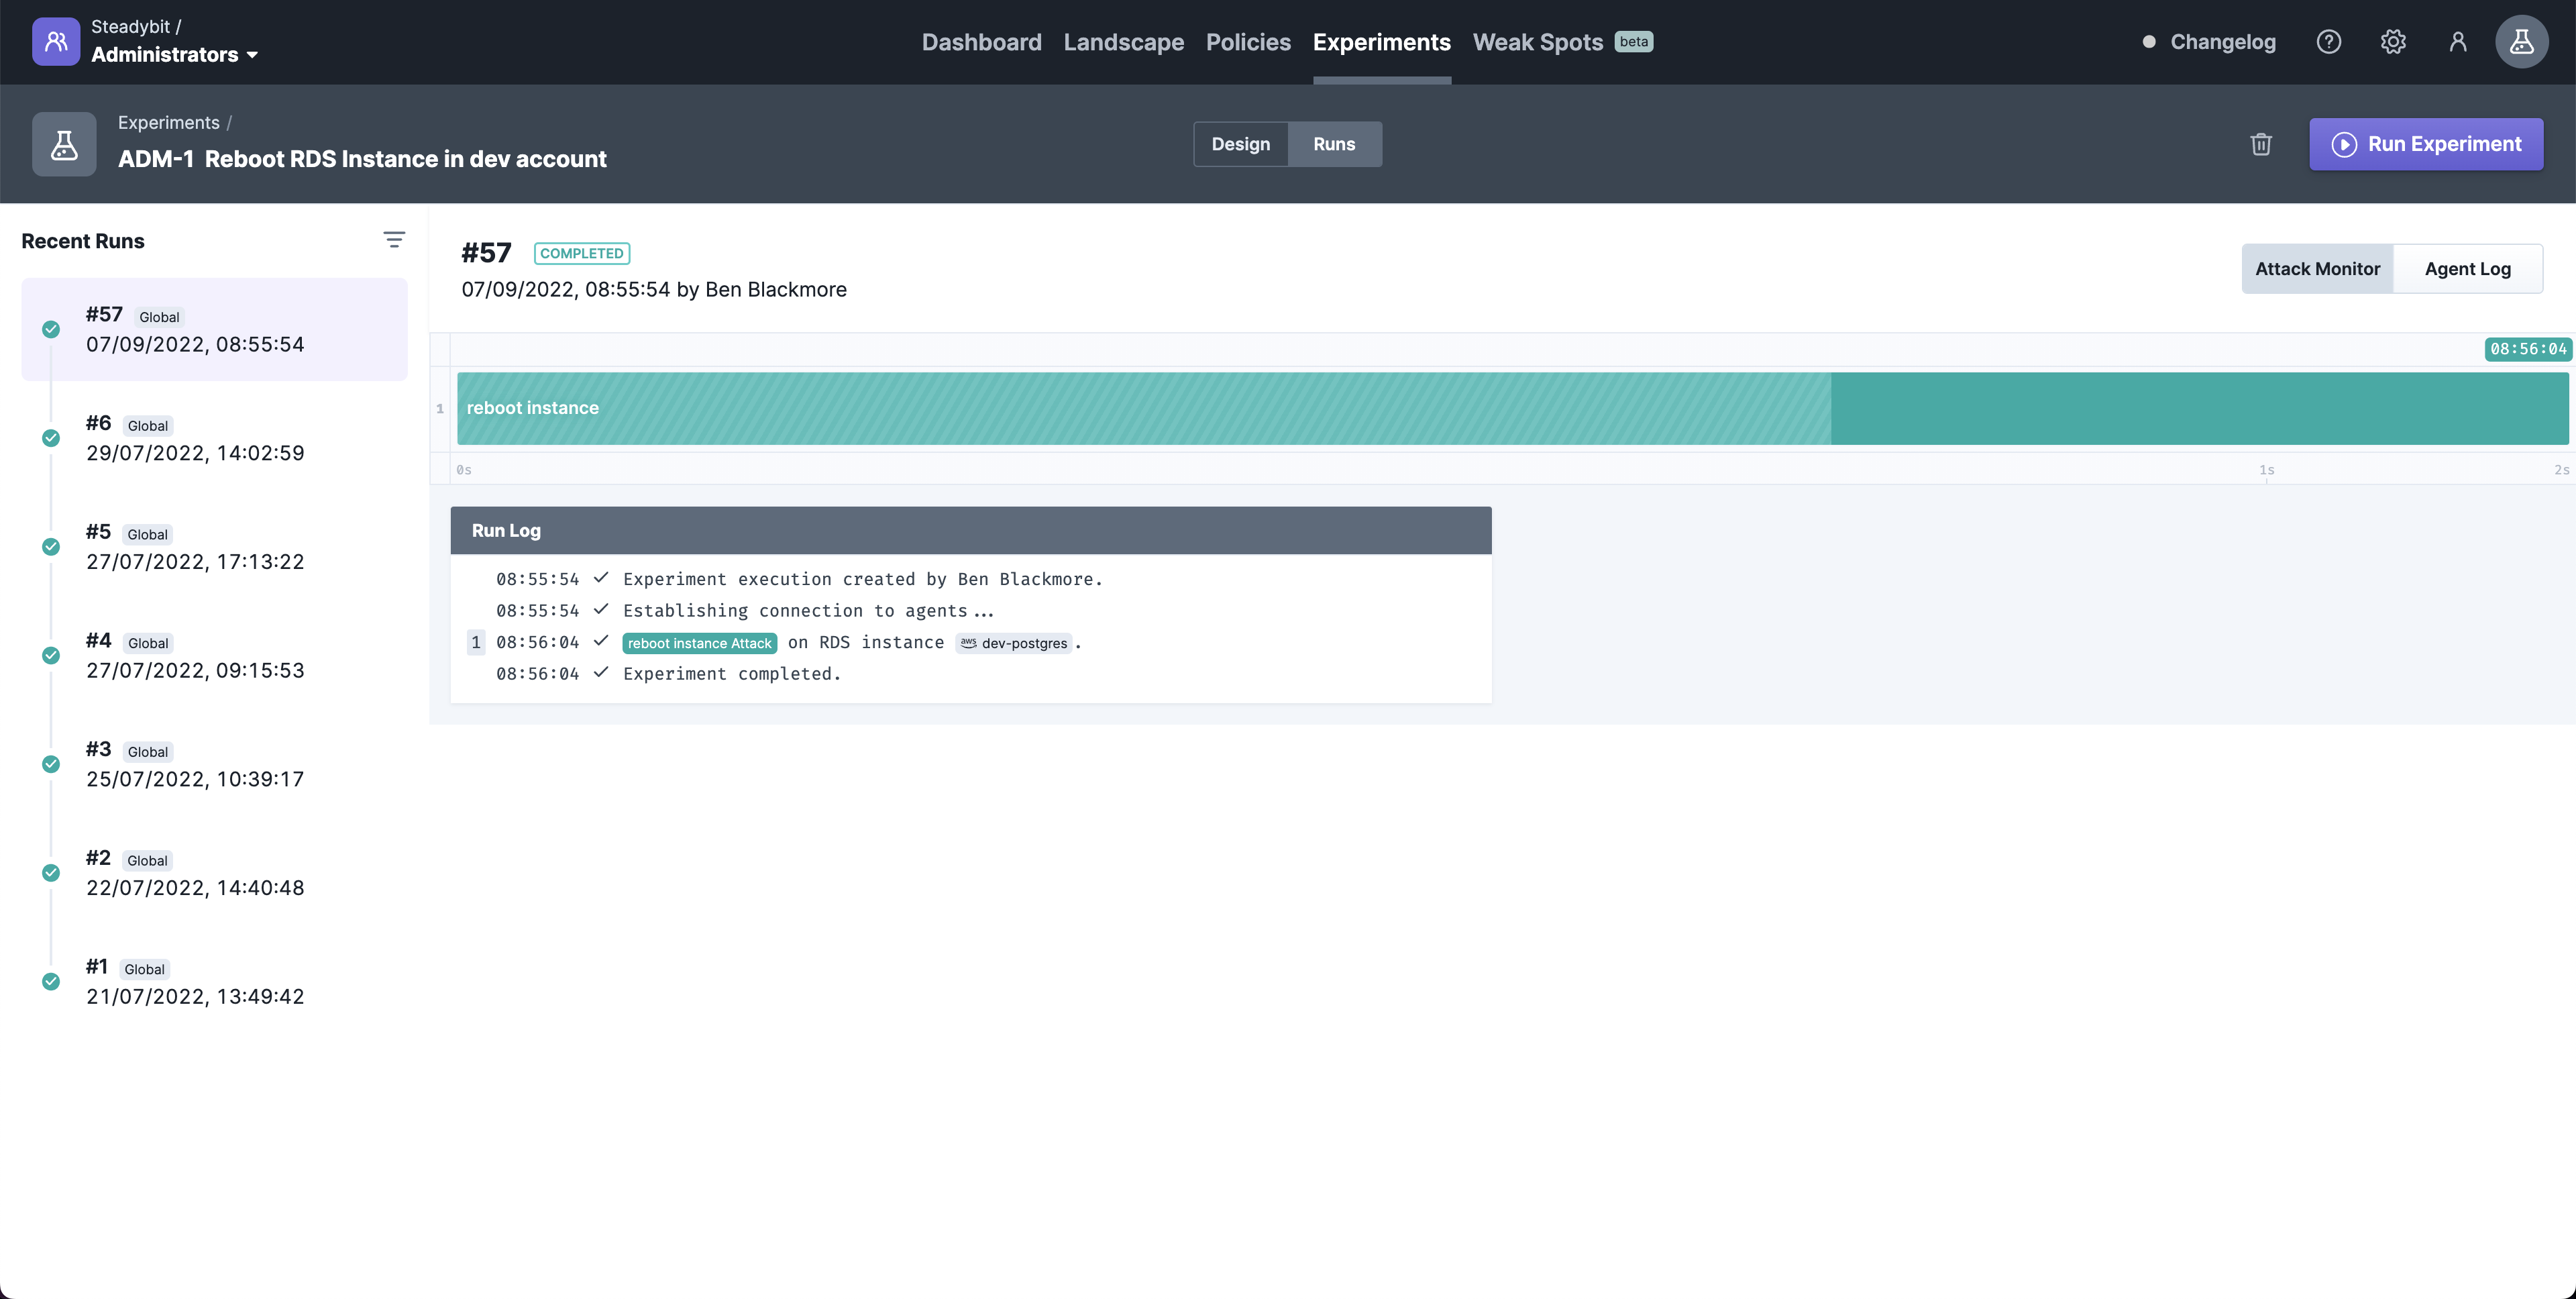 Steadybit /
Administrators
Dashboard Landscape Policies Experiments Weak Spots beta
Changelog
Experiments /
ADM-1 Reboot RDS Instance in dev account
Design Runs
Run Experiment
Recent Runs
#57 Global
07/09/2022, 08:55:54
#6 Global
29/07/2022, 14:02:59
#5 Global
27/07/2022, 17:13:22
#4 Global
27/07/2022, 09:15:53
#3 Global
25/07/2022, 10:39:17
#2 Global
22/07/2022, 14:40:48
#1 Global
21/07/2022, 13:49:42
#57 COMPLETED
07/09/2022, 08:55:54 by Ben Blackmore
Attack Monitor Agent Log
08:56:04
1 reboot instance
0s 1s 2s
Run Log
08:55:54 Experiment execution created by Ben Blackmore.
08:55:54 Establishing connection to agents...
1 08:56:04 reboot instance Attack on RDS instance aws dev-postgres.
08:56:04 Experiment completed.